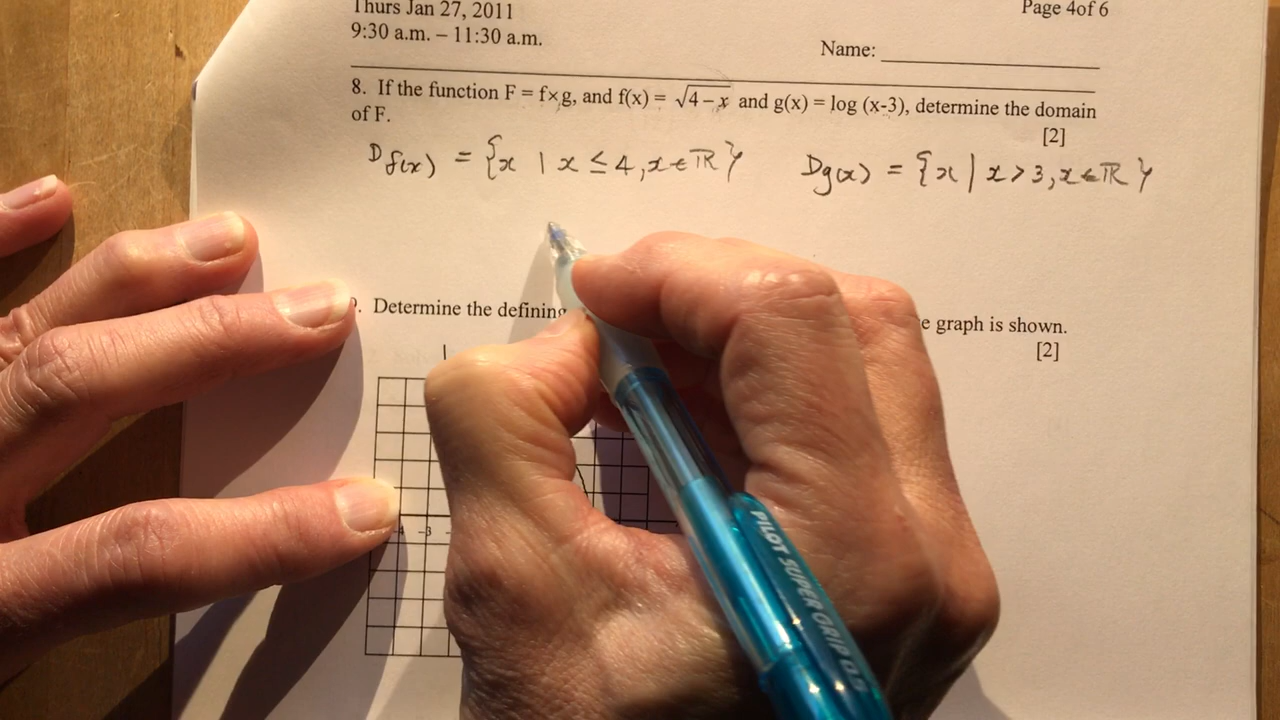 Thurs Jan 27, 2011
Page 4of 6
9:30 a.m. – 11:30 a.m.
Name:
8. If the function F = f×g, and f(x) = √4 – x and g(x) = log (x-3), determine the domain
of F.
[2]
Df(x) = {x | x ≤ 4, x ∈ ℝ}
Dg(x) = {x | x > 3, x ∈ ℝ}
9. Determine the defining
e graph is shown.
[2]
-3
PILOT SUPER GRIP